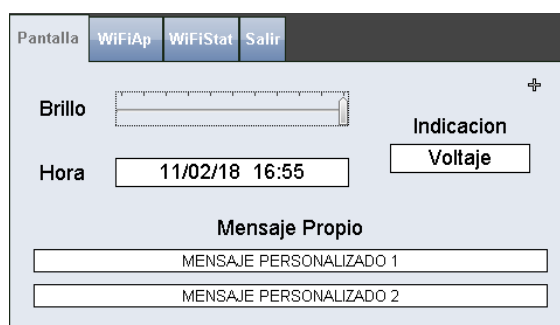 Pantalla WiFiAp WiFiStat Salir
Brillo
Indicacion
Voltaje
Hora 11/02/18 16:55
Mensaje Propio
MENSAJE PERSONALIZADO 1
MENSAJE PERSONALIZADO 2